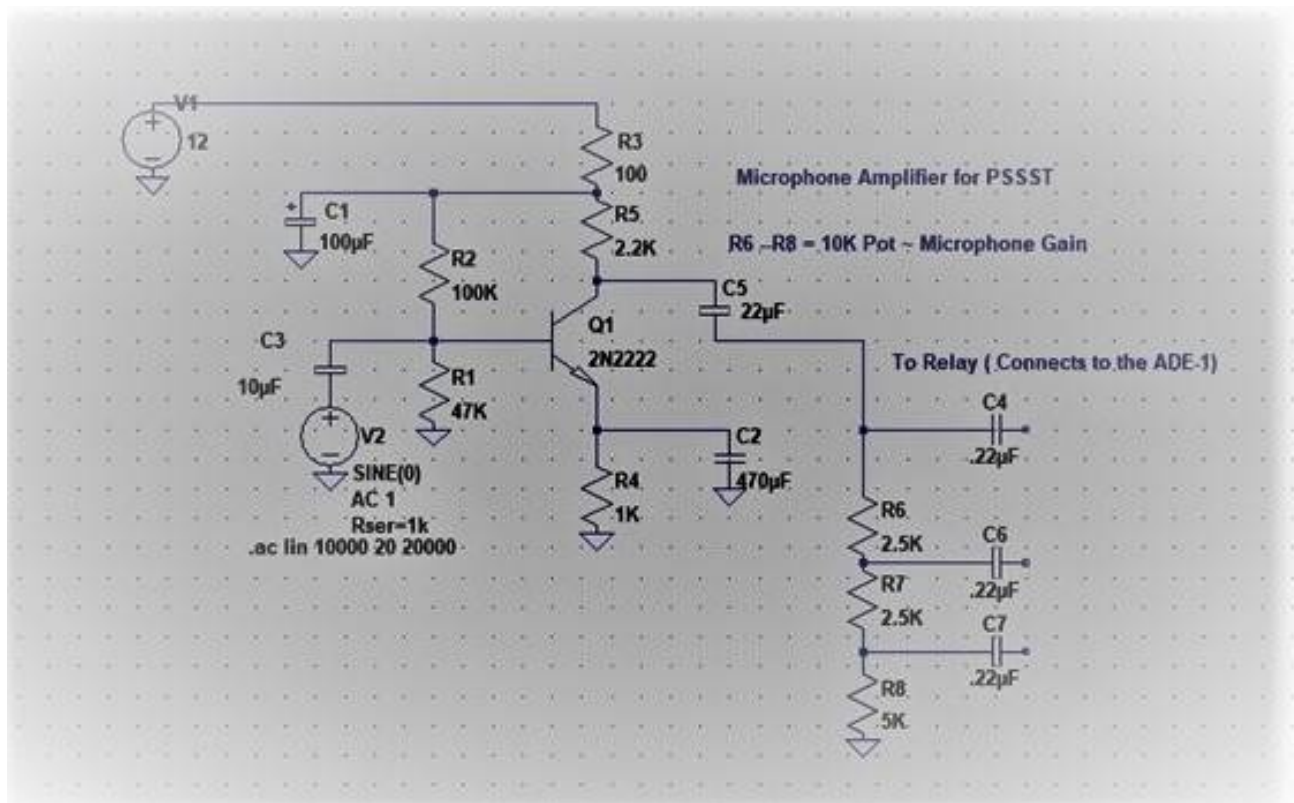 V1
12
R3
100
Microphone Amplifier for PSSST
+
C1
100µF
R5
2.2K
R6 –R8 = 10K Pot ~ Microphone Gain
R2
100K
C5
22µF
Q1
2N2222
C3
10µF
To Relay ( Connects to the ADE-1)
R1
47K
V2
C4
.22µF
C2
470µF
SINE(0)
AC 1
Rser=1k
.ac lin 10000 20 20000
R4
1K
R6
2.5K
C6
.22µF
R7
2.5K
C7
.22µF
R8
5K